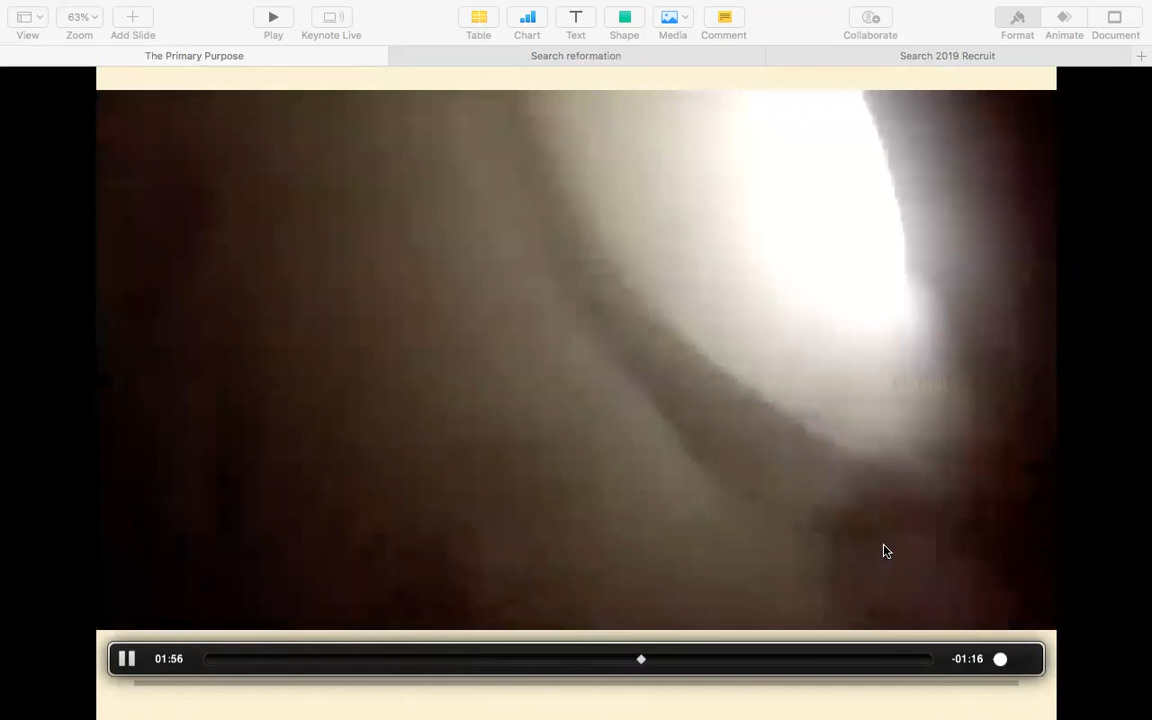 63%
View
Zoom
Add Slide
Play
Keynote Live
Table
Chart
Text
Shape
Media
Comment
Collaborate
Format
Animate
Document
The Primary Purpose
Search reformation
Search 2019 Recruit
01:56
-01:16